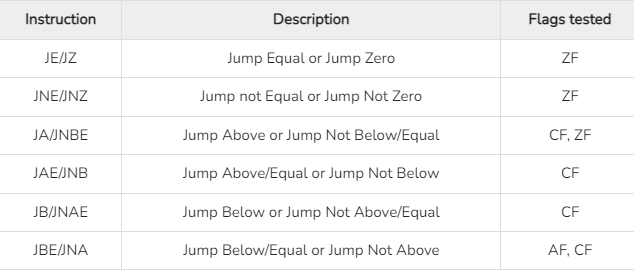 Instruction Description Flags tested
JE/JZ Jump Equal or Jump Zero ZF
JNE/JNZ Jump not Equal or Jump Not Zero ZF
JA/JNBE Jump Above or Jump Not Below/Equal CF, ZF
JAE/JNB Jump Above/Equal or Jump Not Below CF
JB/JNAE Jump Below or Jump Not Above/Equal CF
JBE/JNA Jump Below/Equal or Jump Not Above AF, CF